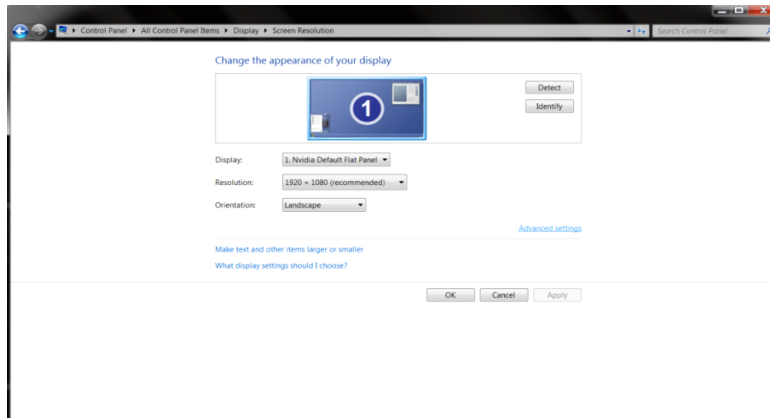 Control Panel ▸ All Control Panel Items ▸ Display ▸ Screen Resolution
Search Control Panel
Change the appearance of your display
1
Detect
Identify
Display: 1. Nvidia Default Flat Panel
Resolution: 1920 × 1080 (recommended)
Orientation: Landscape
Advanced settings
Make text and other items larger or smaller
What display settings should I choose?
OK Cancel Apply